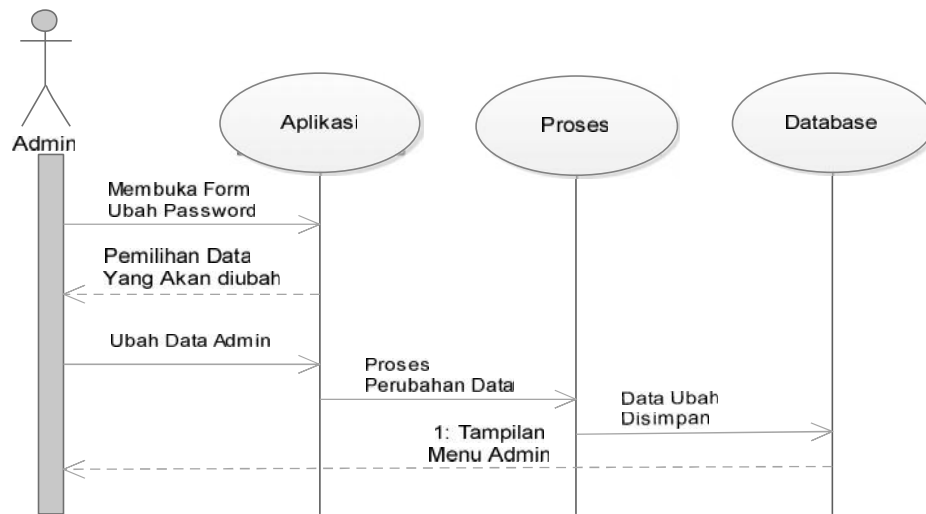 Admin
Aplikasi
Proses
Database
Membuka Form
Ubah Password
Pemilihan Data
Yang Akan diubah
Ubah Data Admin
Proses
Perubahan Data
Data Ubah
Disimpan
1: Tampilan
Menu Admin